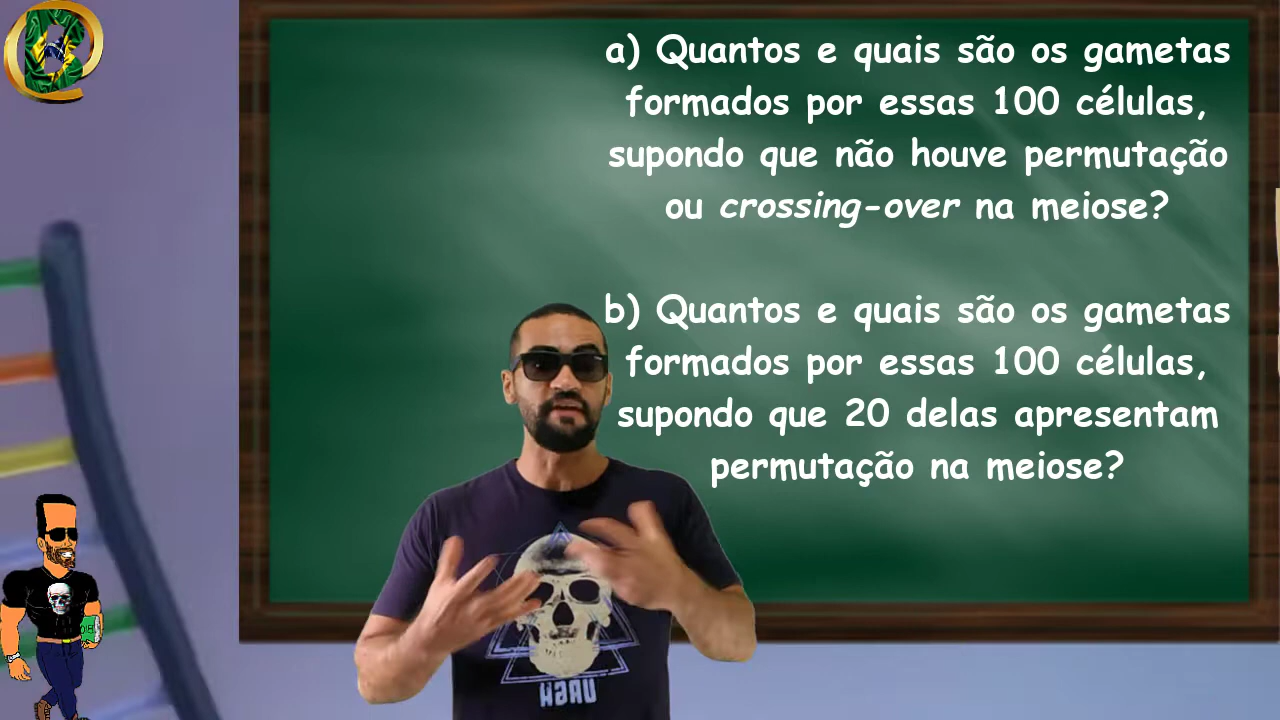 a) Quantos e quais são os gametas
formados por essas 100 células,
supondo que não houve permutação
ou crossing-over na meiose?
b) Quantos e quais são os gametas
formados por essas 100 células,
supondo que 20 delas apresentam
permutação na meiose?